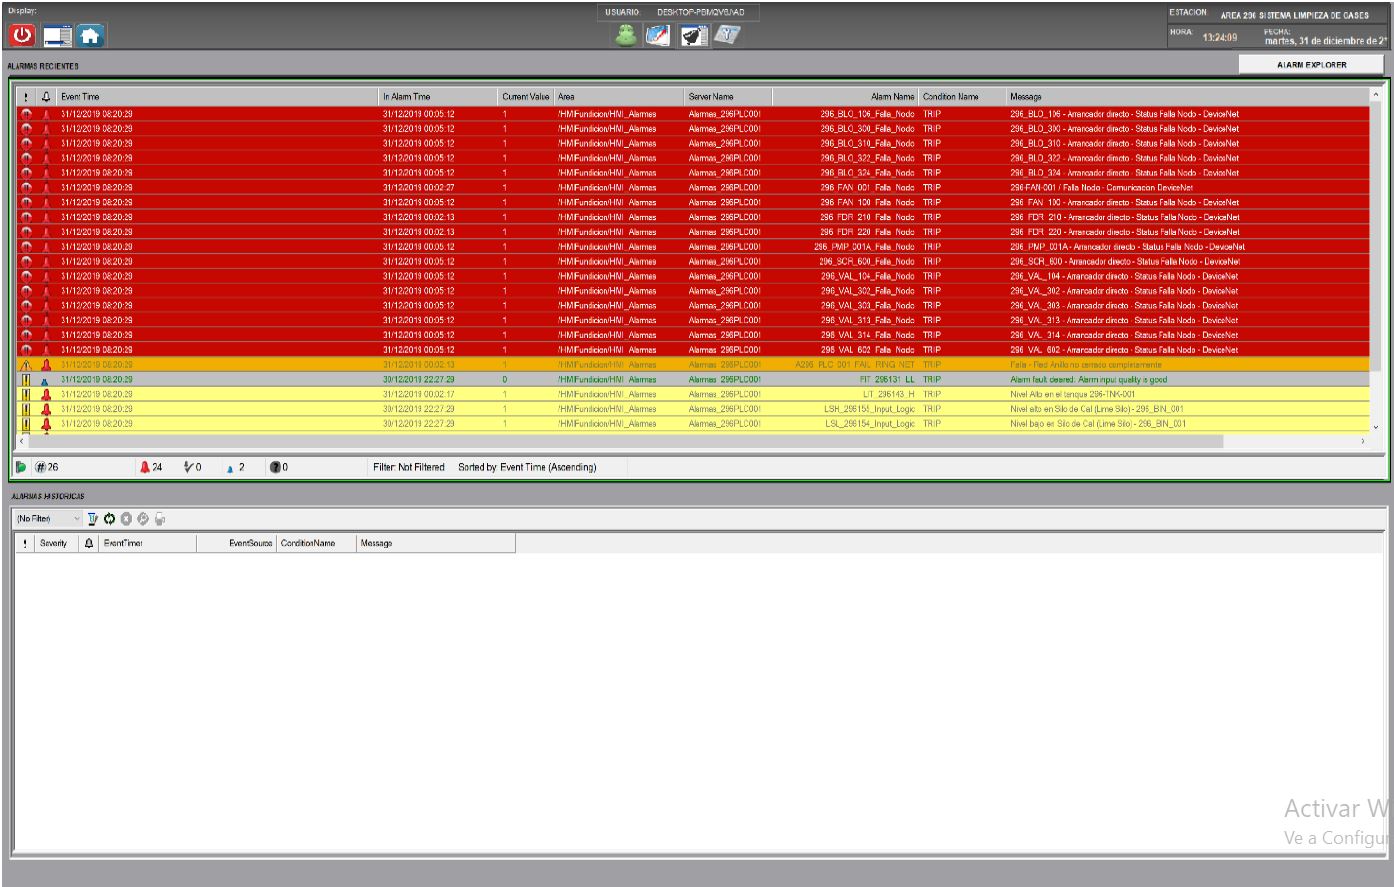 Display:
USUARIO:
ESTACION: AREA 296 SISTEMA LIMPIEZA DE GASES
HORA: 13:24:09 FECHA: martes, 31 de diciembre de 2
ALARMAS RECIENTES
ALARM EXPLORER
! Event Time In Alarm Time Current Value Area Server Name Alarm Name Condition Name Message
31/12/2019 08:20:29 31/12/2019 00:05:12 1 /HMIFundicion/HMI_Alarmas Alarmas_296PLC001 296_BLO_106_Falla_Nodo TRIP 296_BLO_106 - Arrancador directo - Status Falla Nodo - DeviceNet
31/12/2019 08:20:29 31/12/2019 00:05:12 1 /HMIFundicion/HMI_Alarmas Alarmas_296PLC001 296_BLO_300_Falla_Nodo TRIP 296_BLO_300 - Arrancador directo - Status Falla Nodo - DeviceNet
31/12/2019 08:20:29 31/12/2019 00:05:12 1 /HMIFundicion/HMI_Alarmas Alarmas_296PLC001 296_BLO_310_Falla_Nodo TRIP 296_BLO_310 - Arrancador directo - Status Falla Nodo - DeviceNet
31/12/2019 08:20:29 31/12/2019 00:05:12 1 /HMIFundicion/HMI_Alarmas Alarmas_296PLC001 296_BLO_322_Falla_Nodo TRIP 296_BLO_322 - Arrancador directo - Status Falla Nodo - DeviceNet
31/12/2019 08:20:29 31/12/2019 00:05:12 1 /HMIFundicion/HMI_Alarmas Alarmas_296PLC001 296_BLO_324_Falla_Nodo TRIP 296_BLO_324 - Arrancador directo - Status Falla Nodo - DeviceNet
31/12/2019 08:20:29 31/12/2019 00:02:27 1 /HMIFundicion/HMI_Alarmas Alarmas_296PLC001 296_FAN_001_Falla_Nodo TRIP 296-FAN-001 / Falla Nodo - Comunicación DeviceNet
31/12/2019 08:20:29 31/12/2019 00:05:12 1 /HMIFundicion/HMI_Alarmas Alarmas_296PLC001 296_FAN_100_Falla_Nodo TRIP 296_FAN_100 - Arrancador directo - Status Falla Nodo - DeviceNet
31/12/2019 08:20:29 31/12/2019 00:02:13 1 /HMIFundicion/HMI_Alarmas Alarmas_296PLC001 296_FDR_210_Falla_Nodo TRIP 296_FDR_210 - Arrancador directo - Status Falla Nodo - DeviceNet
31/12/2019 08:20:29 31/12/2019 00:02:13 1 /HMIFundicion/HMI_Alarmas Alarmas_296PLC001 296_FDR_220_Falla_Nodo TRIP 296_FDR_220 - Arrancador directo - Status Falla Nodo - DeviceNet
31/12/2019 08:20:29 31/12/2019 00:05:12 1 /HMIFundicion/HMI_Alarmas Alarmas_296PLC001 296_PMP_001A_Falla_Nodo TRIP 296_PMP_001A - Arrancador directo - Status Falla Nodo - DeviceNet
31/12/2019 08:20:29 31/12/2019 00:05:12 1 /HMIFundicion/HMI_Alarmas Alarmas_296PLC001 296_SCR_600_Falla_Nodo TRIP 296_SCR_600 - Arrancador directo - Status Falla Nodo - DeviceNet
31/12/2019 08:20:29 31/12/2019 00:05:12 1 /HMIFundicion/HMI_Alarmas Alarmas_296PLC001 296_VAL_104_Falla_Nodo TRIP 296_VAL_104 - Arrancador directo - Status Falla Nodo - DeviceNet
31/12/2019 08:20:29 31/12/2019 00:05:12 1 /HMIFundicion/HMI_Alarmas Alarmas_296PLC001 296_VAL_302_Falla_Nodo TRIP 296_VAL_302 - Arrancador directo - Status Falla Nodo - DeviceNet
31/12/2019 08:20:29 31/12/2019 00:05:12 1 /HMIFundicion/HMI_Alarmas Alarmas_296PLC001 296_VAL_303_Falla_Nodo TRIP 296_VAL_303 - Arrancador directo - Status Falla Nodo - DeviceNet
31/12/2019 08:20:29 31/12/2019 00:05:12 1 /HMIFundicion/HMI_Alarmas Alarmas_296PLC001 296_VAL_313_Falla_Nodo TRIP 296_VAL_313 - Arrancador directo - Status Falla Nodo - DeviceNet
31/12/2019 08:20:29 31/12/2019 00:05:12 1 /HMIFundicion/HMI_Alarmas Alarmas_296PLC001 296_VAL_314_Falla_Nodo TRIP 296_VAL_314 - Arrancador directo - Status Falla Nodo - DeviceNet
31/12/2019 08:20:29 31/12/2019 00:05:12 1 /HMIFundicion/HMI_Alarmas Alarmas_296PLC001 296_VAL_602_Falla_Nodo TRIP 296_VAL_602 - Arrancador directo - Status Falla Nodo - DeviceNet
31/12/2019 08:20:29 31/12/2019 00:02:13 1 /HMIFundicion/HMI_Alarmas Alarmas_296PLC001 A296_PLC_001_FAIL_RING_NET TRIP Falla - Red Anillo no cerrado completamente
31/12/2019 08:20:29 30/12/2019 22:27:29 0 /HMIFundicion/HMI_Alarmas Alarmas_296PLC001 FIT_296131_LL TRIP Alarm fault cleared: Alarm input quality is good
31/12/2019 08:20:29 31/12/2019 00:02:17 1 /HMIFundicion/HMI_Alarmas Alarmas_296PLC001 LIT_296143_H TRIP Nivel Alto en el tanque 296-TNK-001
31/12/2019 08:20:29 30/12/2019 22:27:29 1 /HMIFundicion/HMI_Alarmas Alarmas_296PLC001 LSH_296155_Input_Logic TRIP Nivel alto en Silo de Cal (Lime Silo) - 296_BIN_001
31/12/2019 08:20:29 30/12/2019 22:27:29 1 /HMIFundicion/HMI_Alarmas Alarmas_296PLC001 LSL_296154_Input_Logic TRIP Nivel bajo en Silo de Cal (Lime Silo) - 296_BIN_001
26 24 0 2 0 Filter: Not Filtered Sorted by: Event Time (Ascending)
ALARMAS HISTORICAS
(No Filter)
! Severity EventTime EventSource ConditionName Message
Activar W
Ve a Configur